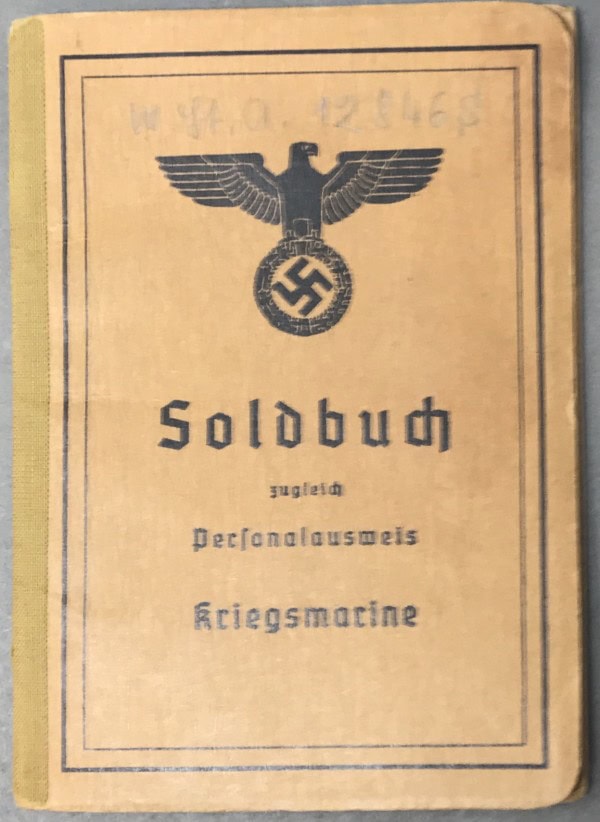 Soldbuch
zugleich
Personalausweis
Kriegsmarine